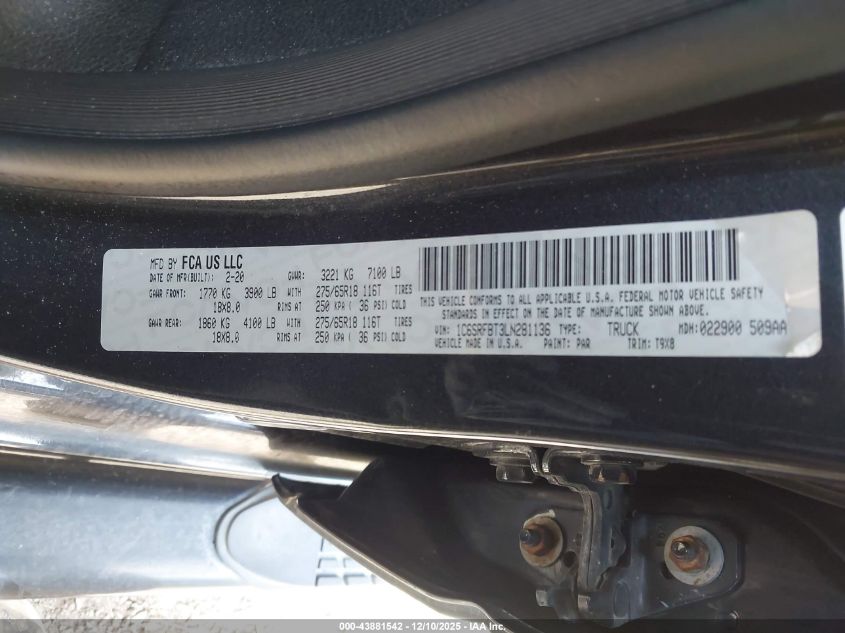 MFD BY FCA US LLC
DATE OF MFR(BUILT): 2-20 GVWR: 3221 KG 7100 LB
GAWR FRONT: 1770 KG 3900 LB WITH 275/65R18 116T TIRES
18X8.0 RIMS AT 250 KPA ( 36 PSI) COLD
GAWR REAR: 1860 KG 4100 LB WITH 275/65R18 116T TIRES
18X8.0 RIMS AT 250 KPA ( 36 PSI) COLD
THIS VEHICLE CONFORMS TO ALL APPLICABLE U.S.A. FEDERAL MOTOR VEHICLE SAFETY
STANDARDS IN EFFECT ON THE DATE OF MANUFACTURE SHOWN ABOVE.
VIN: 1C6SRFBT3LN281136 TYPE: TRUCK MDH: 022900 509AA
VEHICLE MADE IN U.S.A. PAINT: PAR TRIM: T9X8
000-43881542 - 12/10/2025 - IAA Inc.